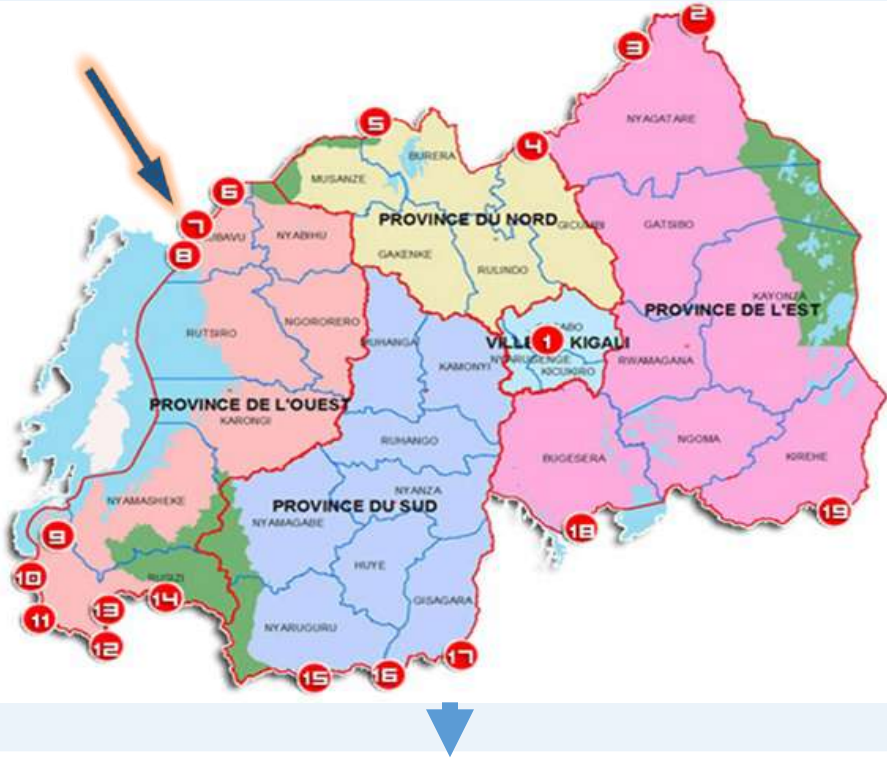 2
3
NYAGATARE
5
4
BURERA
MUSANZE
6
PROVINCE DU NORD
GICUMBI
GATSIBO
7
NYABIHU
8
GAKENKE
RULINDO
KAYONZA
PROVINCE DE L'EST
RUTSIRO
NGORORERO
VILLE
1
KIGALI
KAMONYI
KICUKIRO
RWAMAGANA
PROVINCE DE L'OUEST
KARONGI
RUHANGO
NGOMA
BUGESERA
KIREHE
NYANZA
NYAMASHEKE
PROVINCE DU SUD
NYAMAGABE
19
18
9
HUYE
10
RUSIZI
14
13
GISAGARA
11
NYARUGURU
12
17
15
16